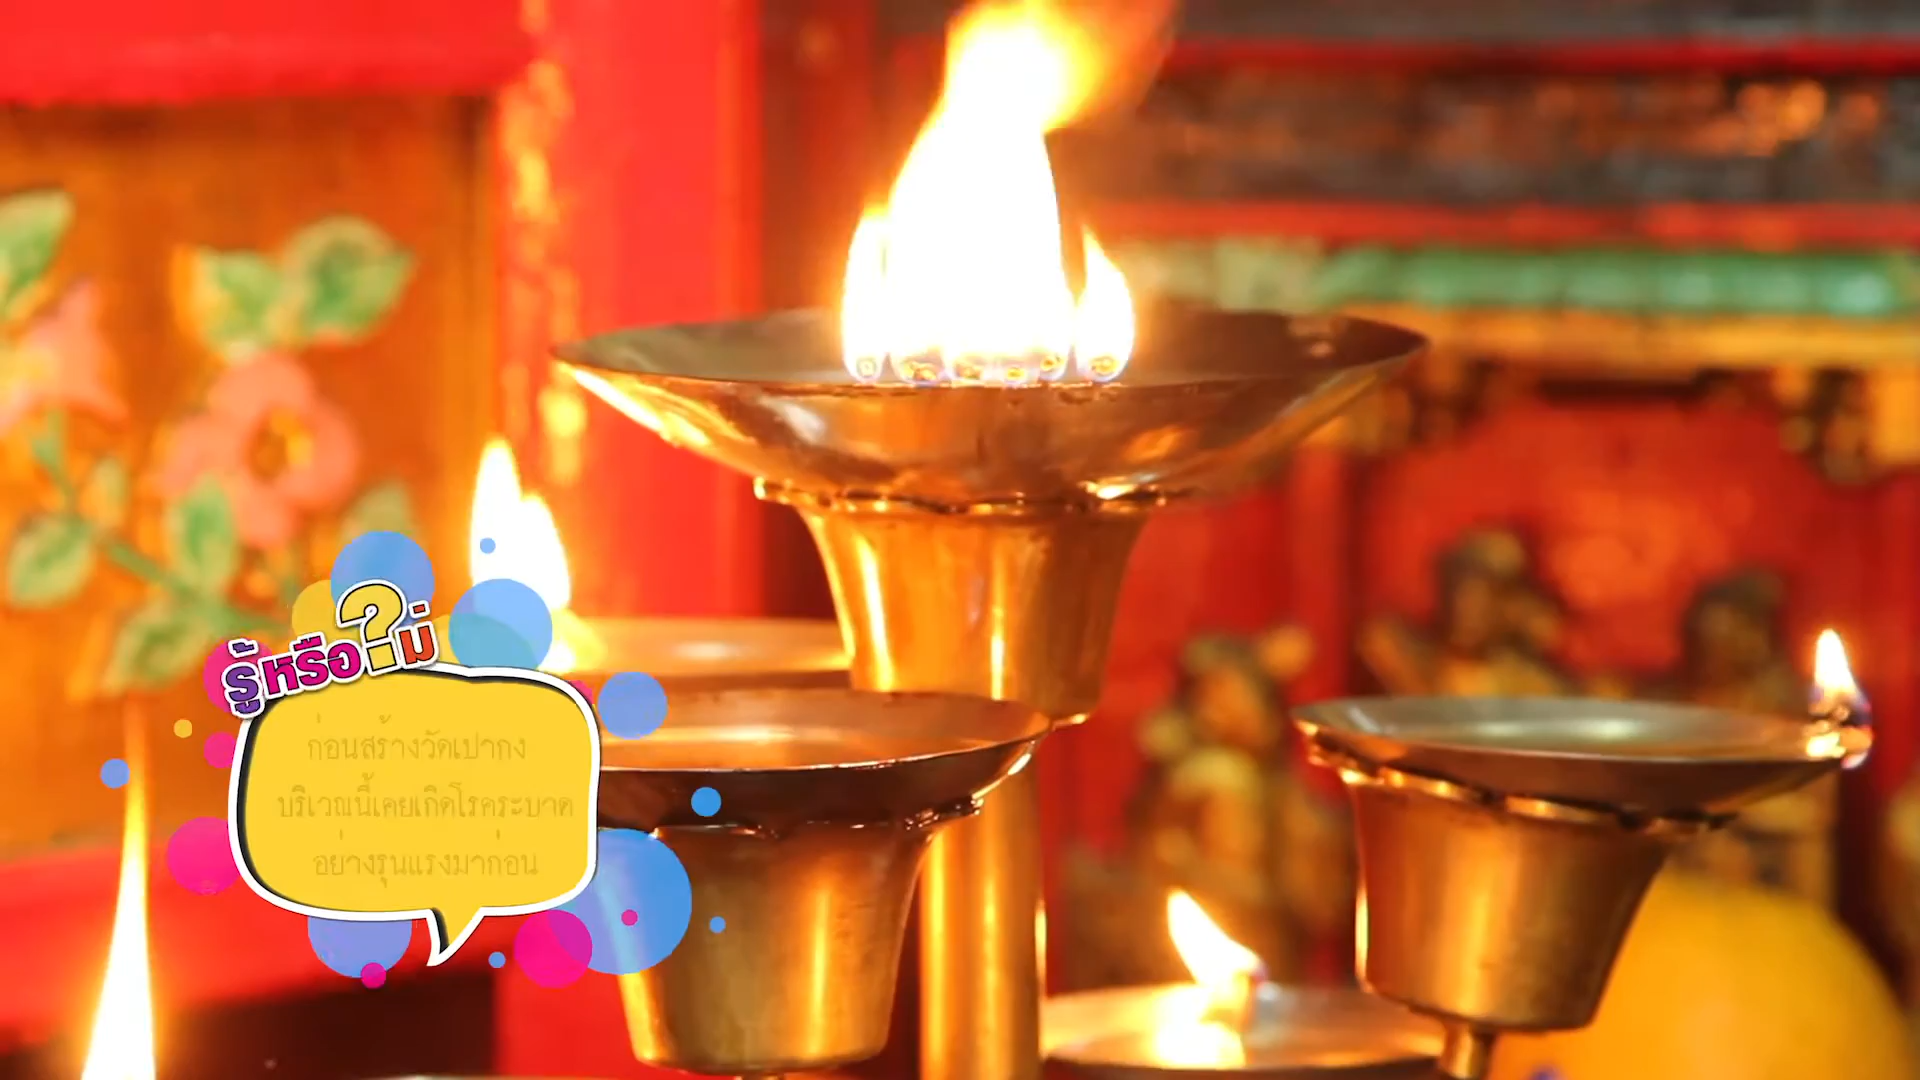 รู้หรือ?ไม่
ก่อนสร้างวัดเปากง
บริเวณนี้เคยเกิดโรคระบาด
อย่างรุนแรงมาก่อน